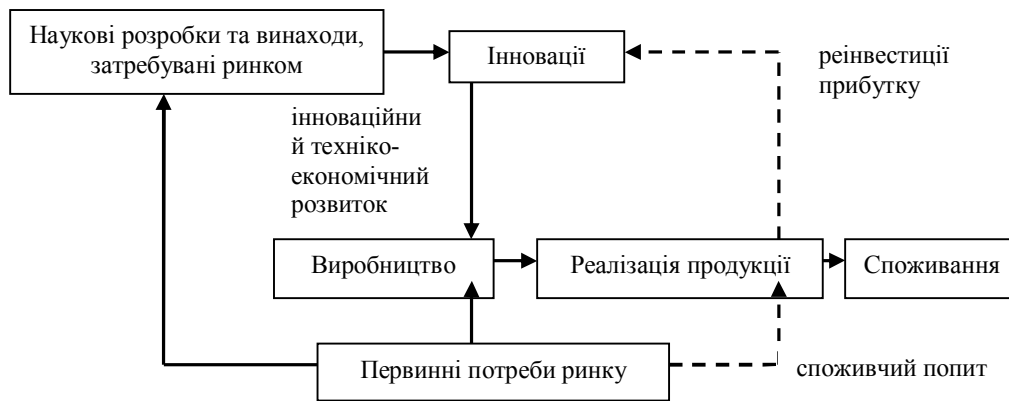 Наукові розробки та винаходи,
затребувані ринком
Інновації
реінвестиції
прибутку
інноваційни
й техніко-
економічний
розвиток
Виробництво
Реалізація продукції
Споживання
Первинні потреби ринку
споживчий попит